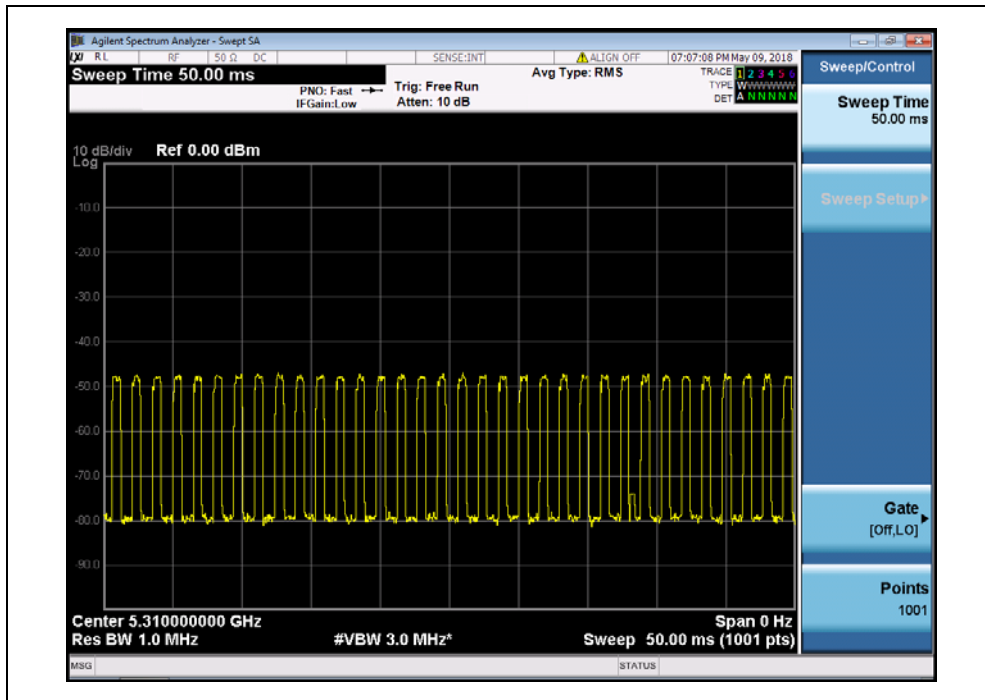 Agilent Spectrum Analyzer - Swept SA
LXI RL RF 50 Ω DC SENSE:INT ALIGN OFF 07:07:08 PM May 09, 2018
Sweep Time 50.00 ms
PNO: Fast
IFGain:Low
Trig: Free Run
Atten: 10 dB
Avg Type: RMS
TRACE 1 2 3 4 5 6
TYPE WWWWWW
DET A N N N N N
Sweep/Control
Sweep Time
50.00 ms
10 dB/div Ref 0.00 dBm
Log
Sweep Setup
-10.0
-20.0
-30.0
-40.0
-50.0
-60.0
-70.0
-80.0
-90.0
Gate
[Off,LO]
Points
1001
Center 5.310000000 GHz Span 0 Hz
Res BW 1.0 MHz #VBW 3.0 MHz* Sweep 50.00 ms (1001 pts)
MSG STATUS